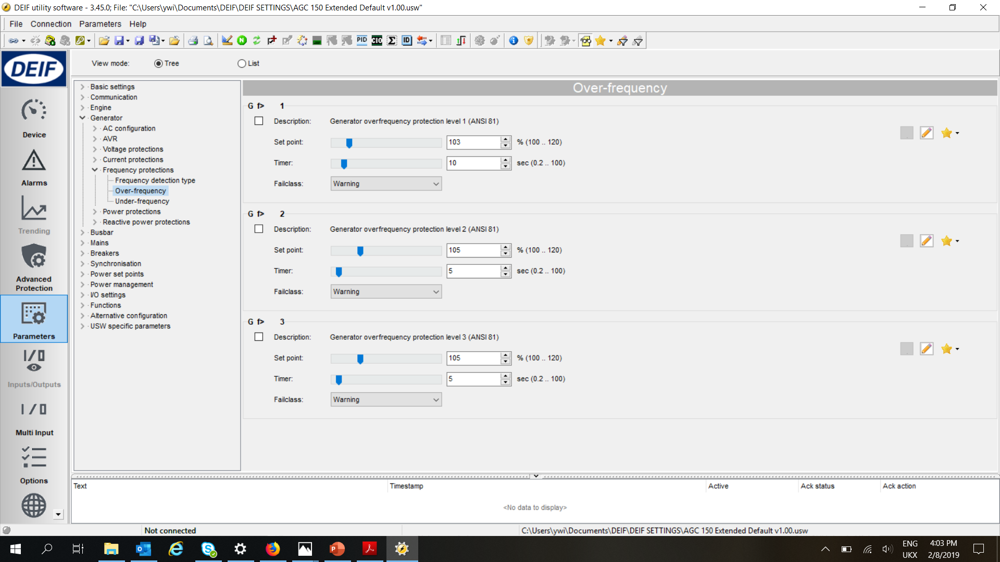 DEIF utility software - 3.45.0; File: "C:\Users\ywi\Documents\DEIF\DEIF SETTINGS\AGC 150 Extended Default v1.00.usw"
File Connection Parameters Help
PID CIO Σ ID
DEIF
View mode: Tree List
Device
Alarms
Trending
Advanced
Protection
Parameters
Inputs/Outputs
Multi Input
Options
Basic settings
Communication
Engine
Generator
AC configuration
AVR
Voltage protections
Current protections
Frequency protections
Frequency detection type
Over-frequency
Under-frequency
Power protections
Reactive power protections
Busbar
Mains
Breakers
Synchronisation
Power set points
Power management
I/O settings
Functions
Alternative configuration
USW specific parameters
Over-frequency
G f> 1
Description: Generator overfrequency protection level 1 (ANSI 81)
Set point: 103 % (100 .. 120)
Timer: 10 sec (0.2 .. 100)
Failclass: Warning
G f> 2
Description: Generator overfrequency protection level 2 (ANSI 81)
Set point: 105 % (100 .. 120)
Timer: 5 sec (0.2 .. 100)
Failclass: Warning
G f> 3
Description: Generator overfrequency protection level 3 (ANSI 81)
Set point: 105 % (100 .. 120)
Timer: 5 sec (0.2 .. 100)
Failclass: Warning
Text Timestamp Active Ack status Ack action
<No data to display>
Not connected C:\Users\ywi\Documents\DEIF\DEIF SETTINGS\AGC 150 Extended Default v1.00.usw
ENG 4:03 PM
UKX 2/8/2019